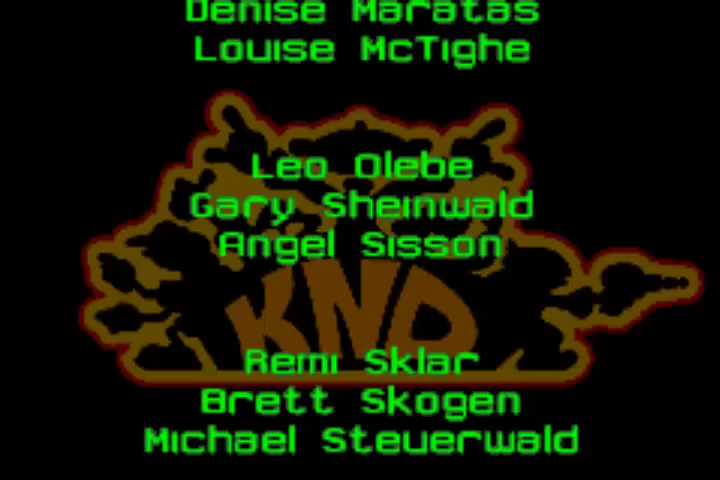 Denise Maratas
Louise McTighe
Leo Olebe
Gary Sheinwald
Angel Sisson
KND
Remi Sklar
Brett Skogen
Michael Steuerwald